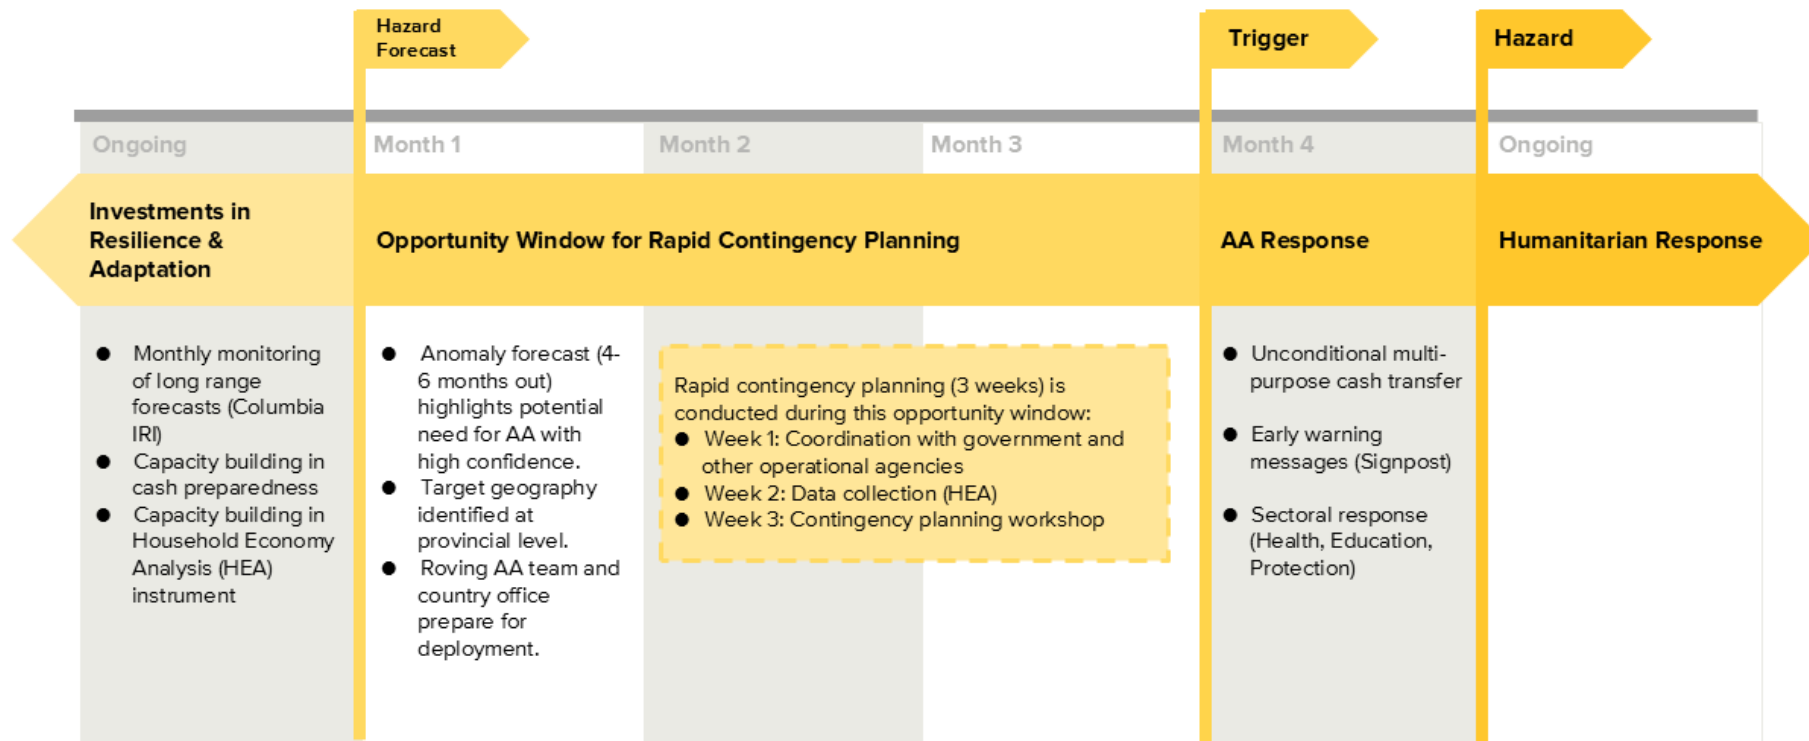 Hazard
Forecast
Trigger
Hazard
Ongoing
Month 1
Month 2
Month 3
Month 4
Ongoing
Investments in
Resilience &
Adaptation
Opportunity Window for Rapid Contingency Planning
AA Response
Humanitarian Response
● Monthly monitoring
of long range
forecasts (Columbia
IRI)
● Capacity building in
cash preparedness
● Capacity building in
Household Economy
Analysis (HEA)
instrument
● Anomaly forecast (4-
6 months out)
highlights potential
need for AA with
high confidence.
● Target geography
identified at
provincial level.
● Roving AA team and
country office
prepare for
deployment.
Rapid contingency planning (3 weeks) is
conducted during this opportunity window:
● Week 1: Coordination with government and
other operational agencies
● Week 2: Data collection (HEA)
● Week 3: Contingency planning workshop
● Unconditional multi-
purpose cash transfer
● Early warning
messages (Signpost)
● Sectoral response
(Health, Education,
Protection)